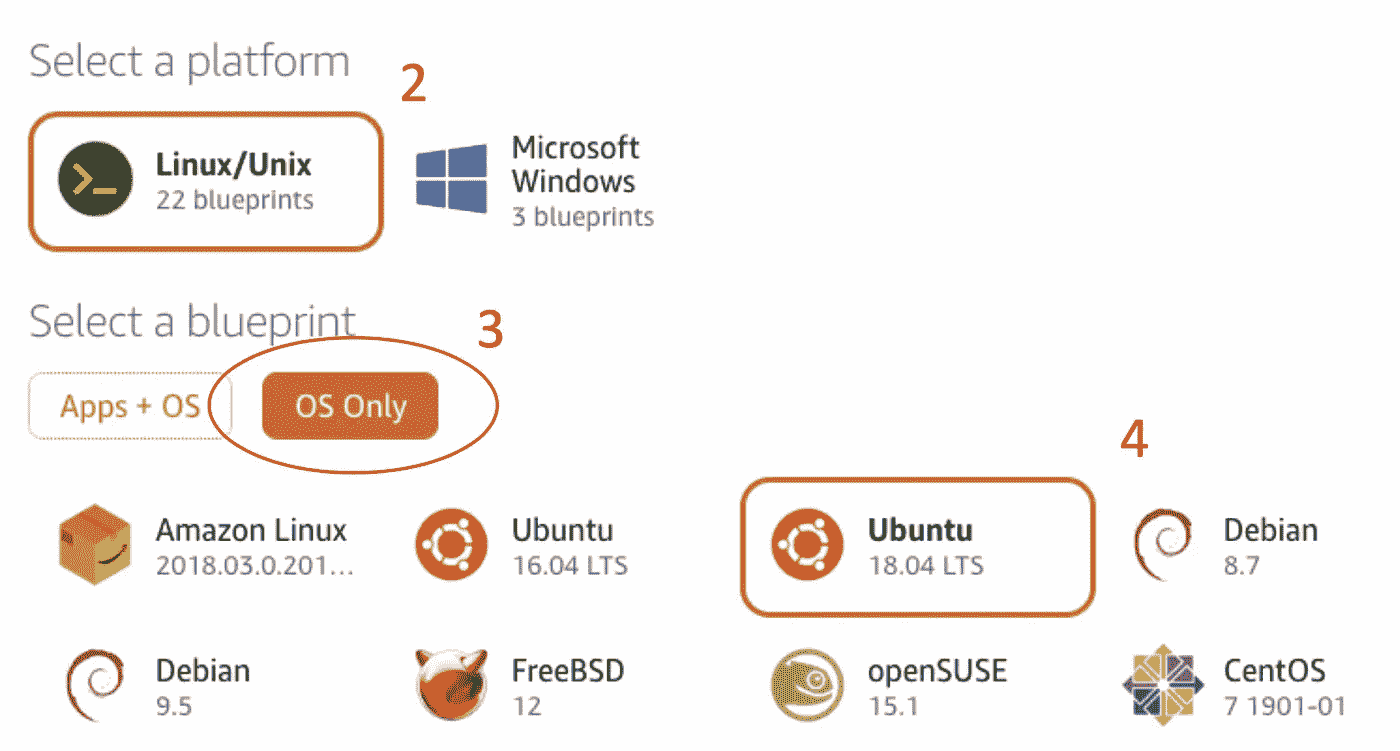 Select a platform
2
Linux/Unix
22 blueprints
Microsoft
Windows
3 blueprints
Select a blueprint
3
Apps + OS
OS Only
4
Amazon Linux
2018.03.0.201...
Ubuntu
16.04 LTS
Ubuntu
18.04 LTS
Debian
8.7
Debian
9.5
FreeBSD
12
openSUSE
15.1
CentOS
7 1901-01